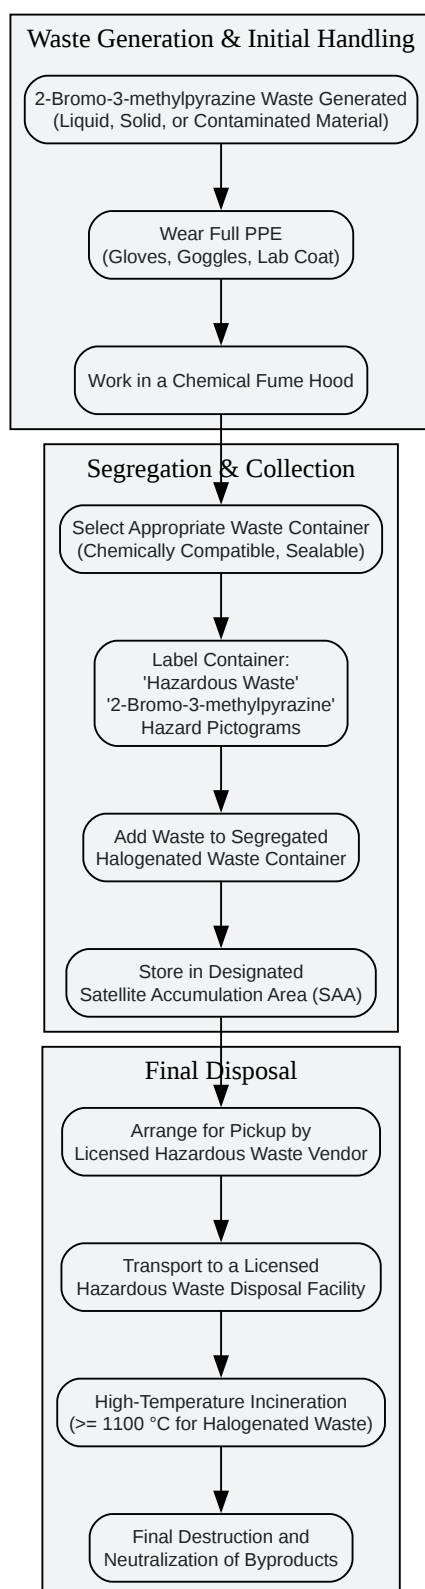 Waste Generation & Initial Handling
2-Bromo-3-methylpyrazine Waste Generated
(Liquid, Solid, or Contaminated Material)
Wear Full PPE
(Gloves, Goggles, Lab Coat)
Work in a Chemical Fume Hood
Segregation & Collection
Select Appropriate Waste Container
(Chemically Compatible, Sealable)
Label Container:
'Hazardous Waste'
'2-Bromo-3-methylpyrazine'
Hazard Pictograms
Add Waste to Segregated
Halogenated Waste Container
Store in Designated
Satellite Accumulation Area (SAA)
Final Disposal
Arrange for Pickup by
Licensed Hazardous Waste Vendor
Transport to a Licensed
Hazardous Waste Disposal Facility
High-Temperature Incineration
(>= 1100 °C for Halogenated Waste)
Final Destruction and
Neutralization of Byproducts